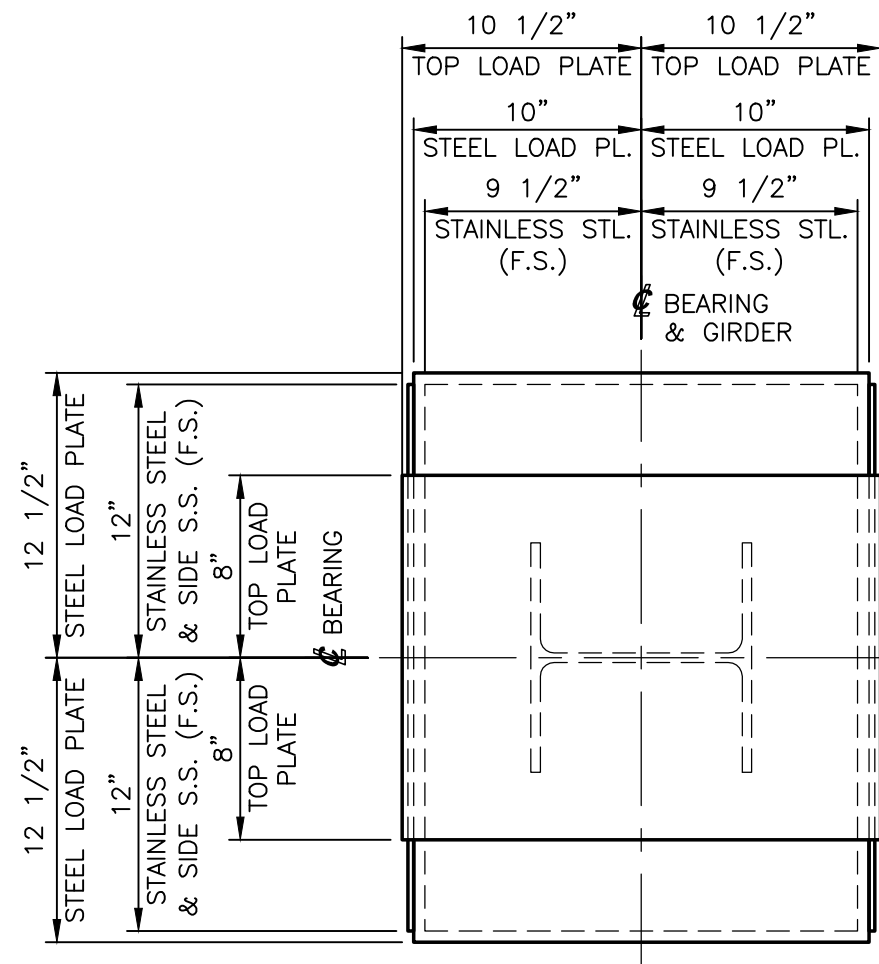 10 1/2”
10 1/2”
TOP LOAD PLATE
TOP LOAD PLATE
10”
10”
STEEL LOAD PL.
STEEL LOAD PL.
9 1/2”
9 1/2”
STAINLESS STL.
(F.S.)
STAINLESS STL.
(F.S.)
℄ BEARING
& GIRDER
12 1/2”
STEEL LOAD PLATE
12”
STAINLESS STEEL
& SIDE S.S. (F.S.)
8”
TOP LOAD
PLATE
℄ BEARING
12 1/2”
STEEL LOAD PLATE
12”
STAINLESS STEEL
& SIDE S.S. (F.S.)
8”
TOP LOAD
PLATE